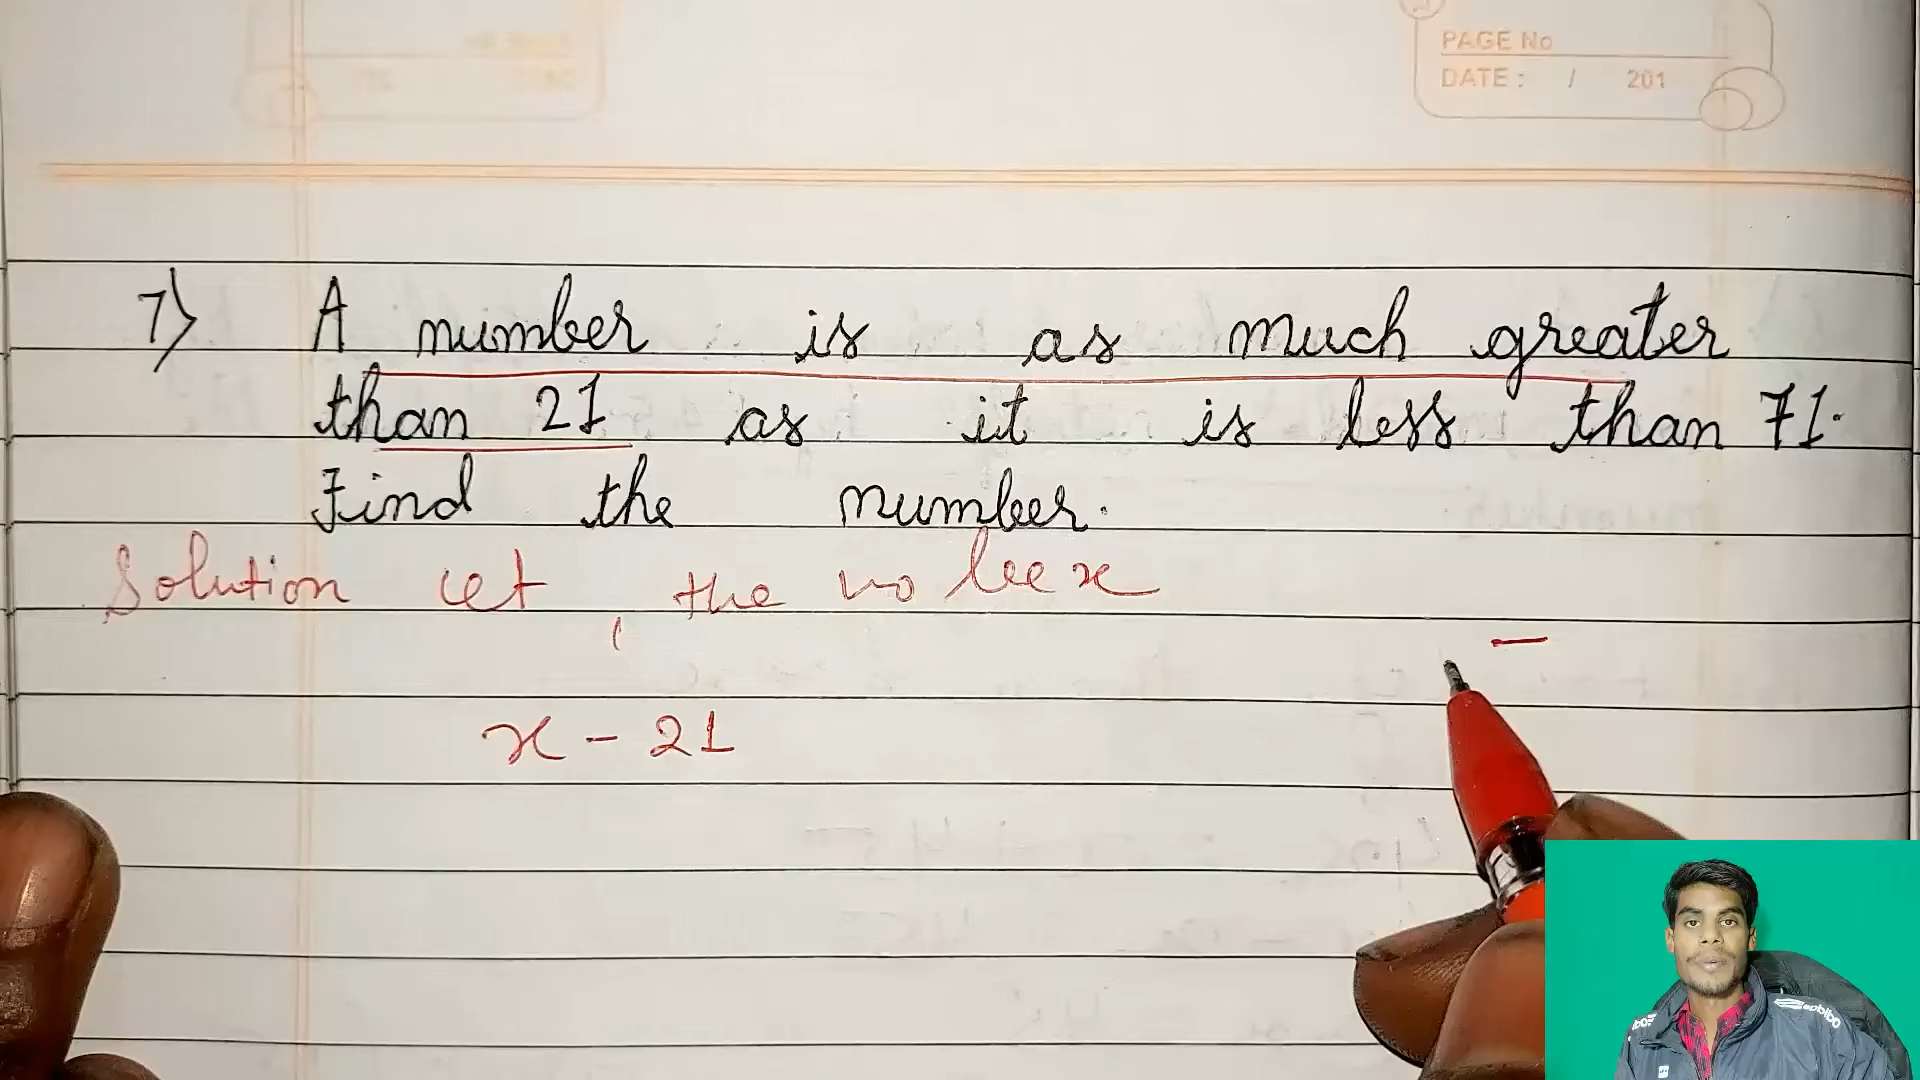 PAGE No
DATE : / 201
7) A number is as much greater
than 21 as it is less than 71.
Find the number.
Solution let, the no be x
x - 21